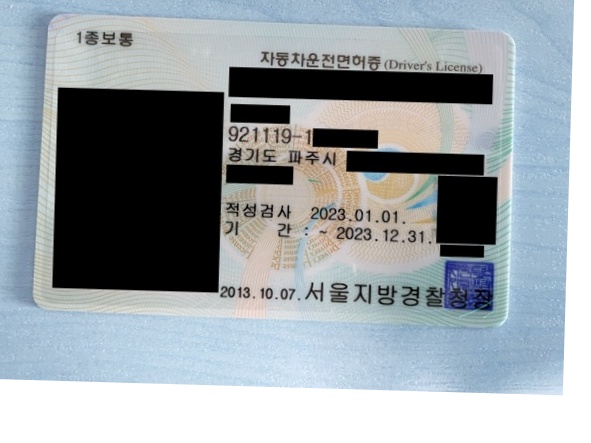 1종보통
자동차운전면허증 (Driver's License)
921119-1
경기도 파주시
적성검사 2023.01.01.
기 간 : ~ 2023.12.31.
2013.10.07. 서울지방경찰청장